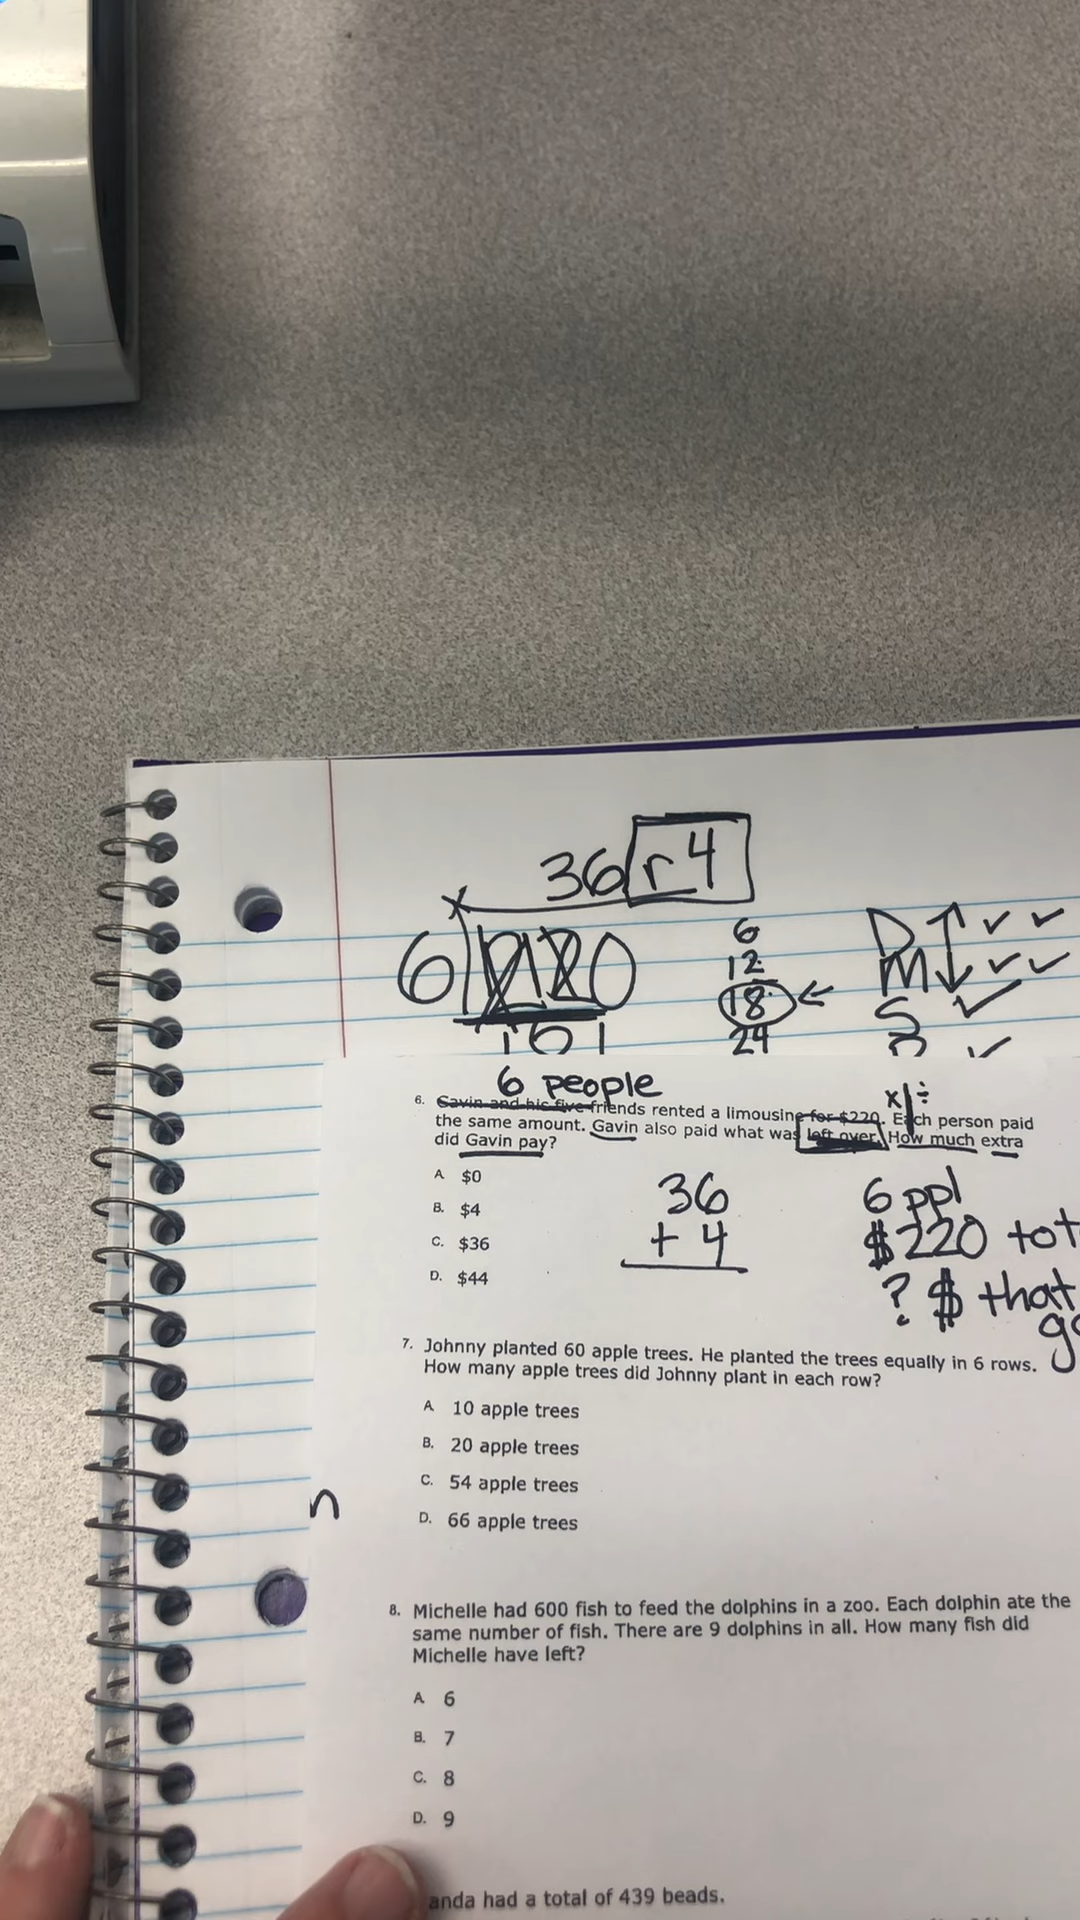 36 r4
6 220
6
12
18 ←
24
D ↑ ✓ ✓
M ↓ ✓ ✓
S ✓
✓
6 people
x/÷
6. Gavin and his five friends rented a limousine for $220. Each person paid
the same amount. Gavin also paid what was left over. How much extra
did Gavin pay?
A. $0
B. $4
C. $36
D. $44
36
+ 4
6 ppl
$220 tot
? $ that
7. Johnny planted 60 apple trees. He planted the trees equally in 6 rows.
How many apple trees did Johnny plant in each row?
A 10 apple trees
B. 20 apple trees
C. 54 apple trees
D. 66 apple trees
n
8. Michelle had 600 fish to feed the dolphins in a zoo. Each dolphin ate the
same number of fish. There are 9 dolphins in all. How many fish did
Michelle have left?
A 6
B. 7
C. 8
D. 9
anda had a total of 439 beads.